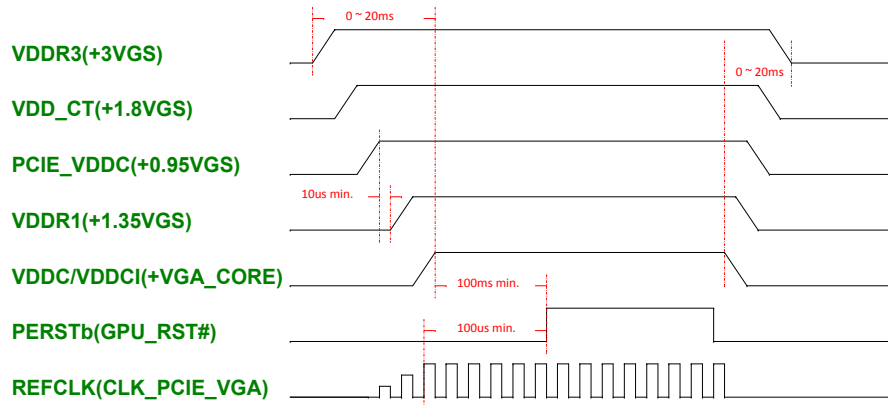 0 ~ 20ms
VDDR3(+3VGS)
0 ~ 20ms
VDD_CT(+1.8VGS)
PCIE_VDDC(+0.95VGS)
10us min.
VDDR1(+1.35VGS)
VDDC/VDDCI(+VGA_CORE)
100ms min.
PERSTb(GPU_RST#)
100us min.
REFCLK(CLK_PCIE_VGA)